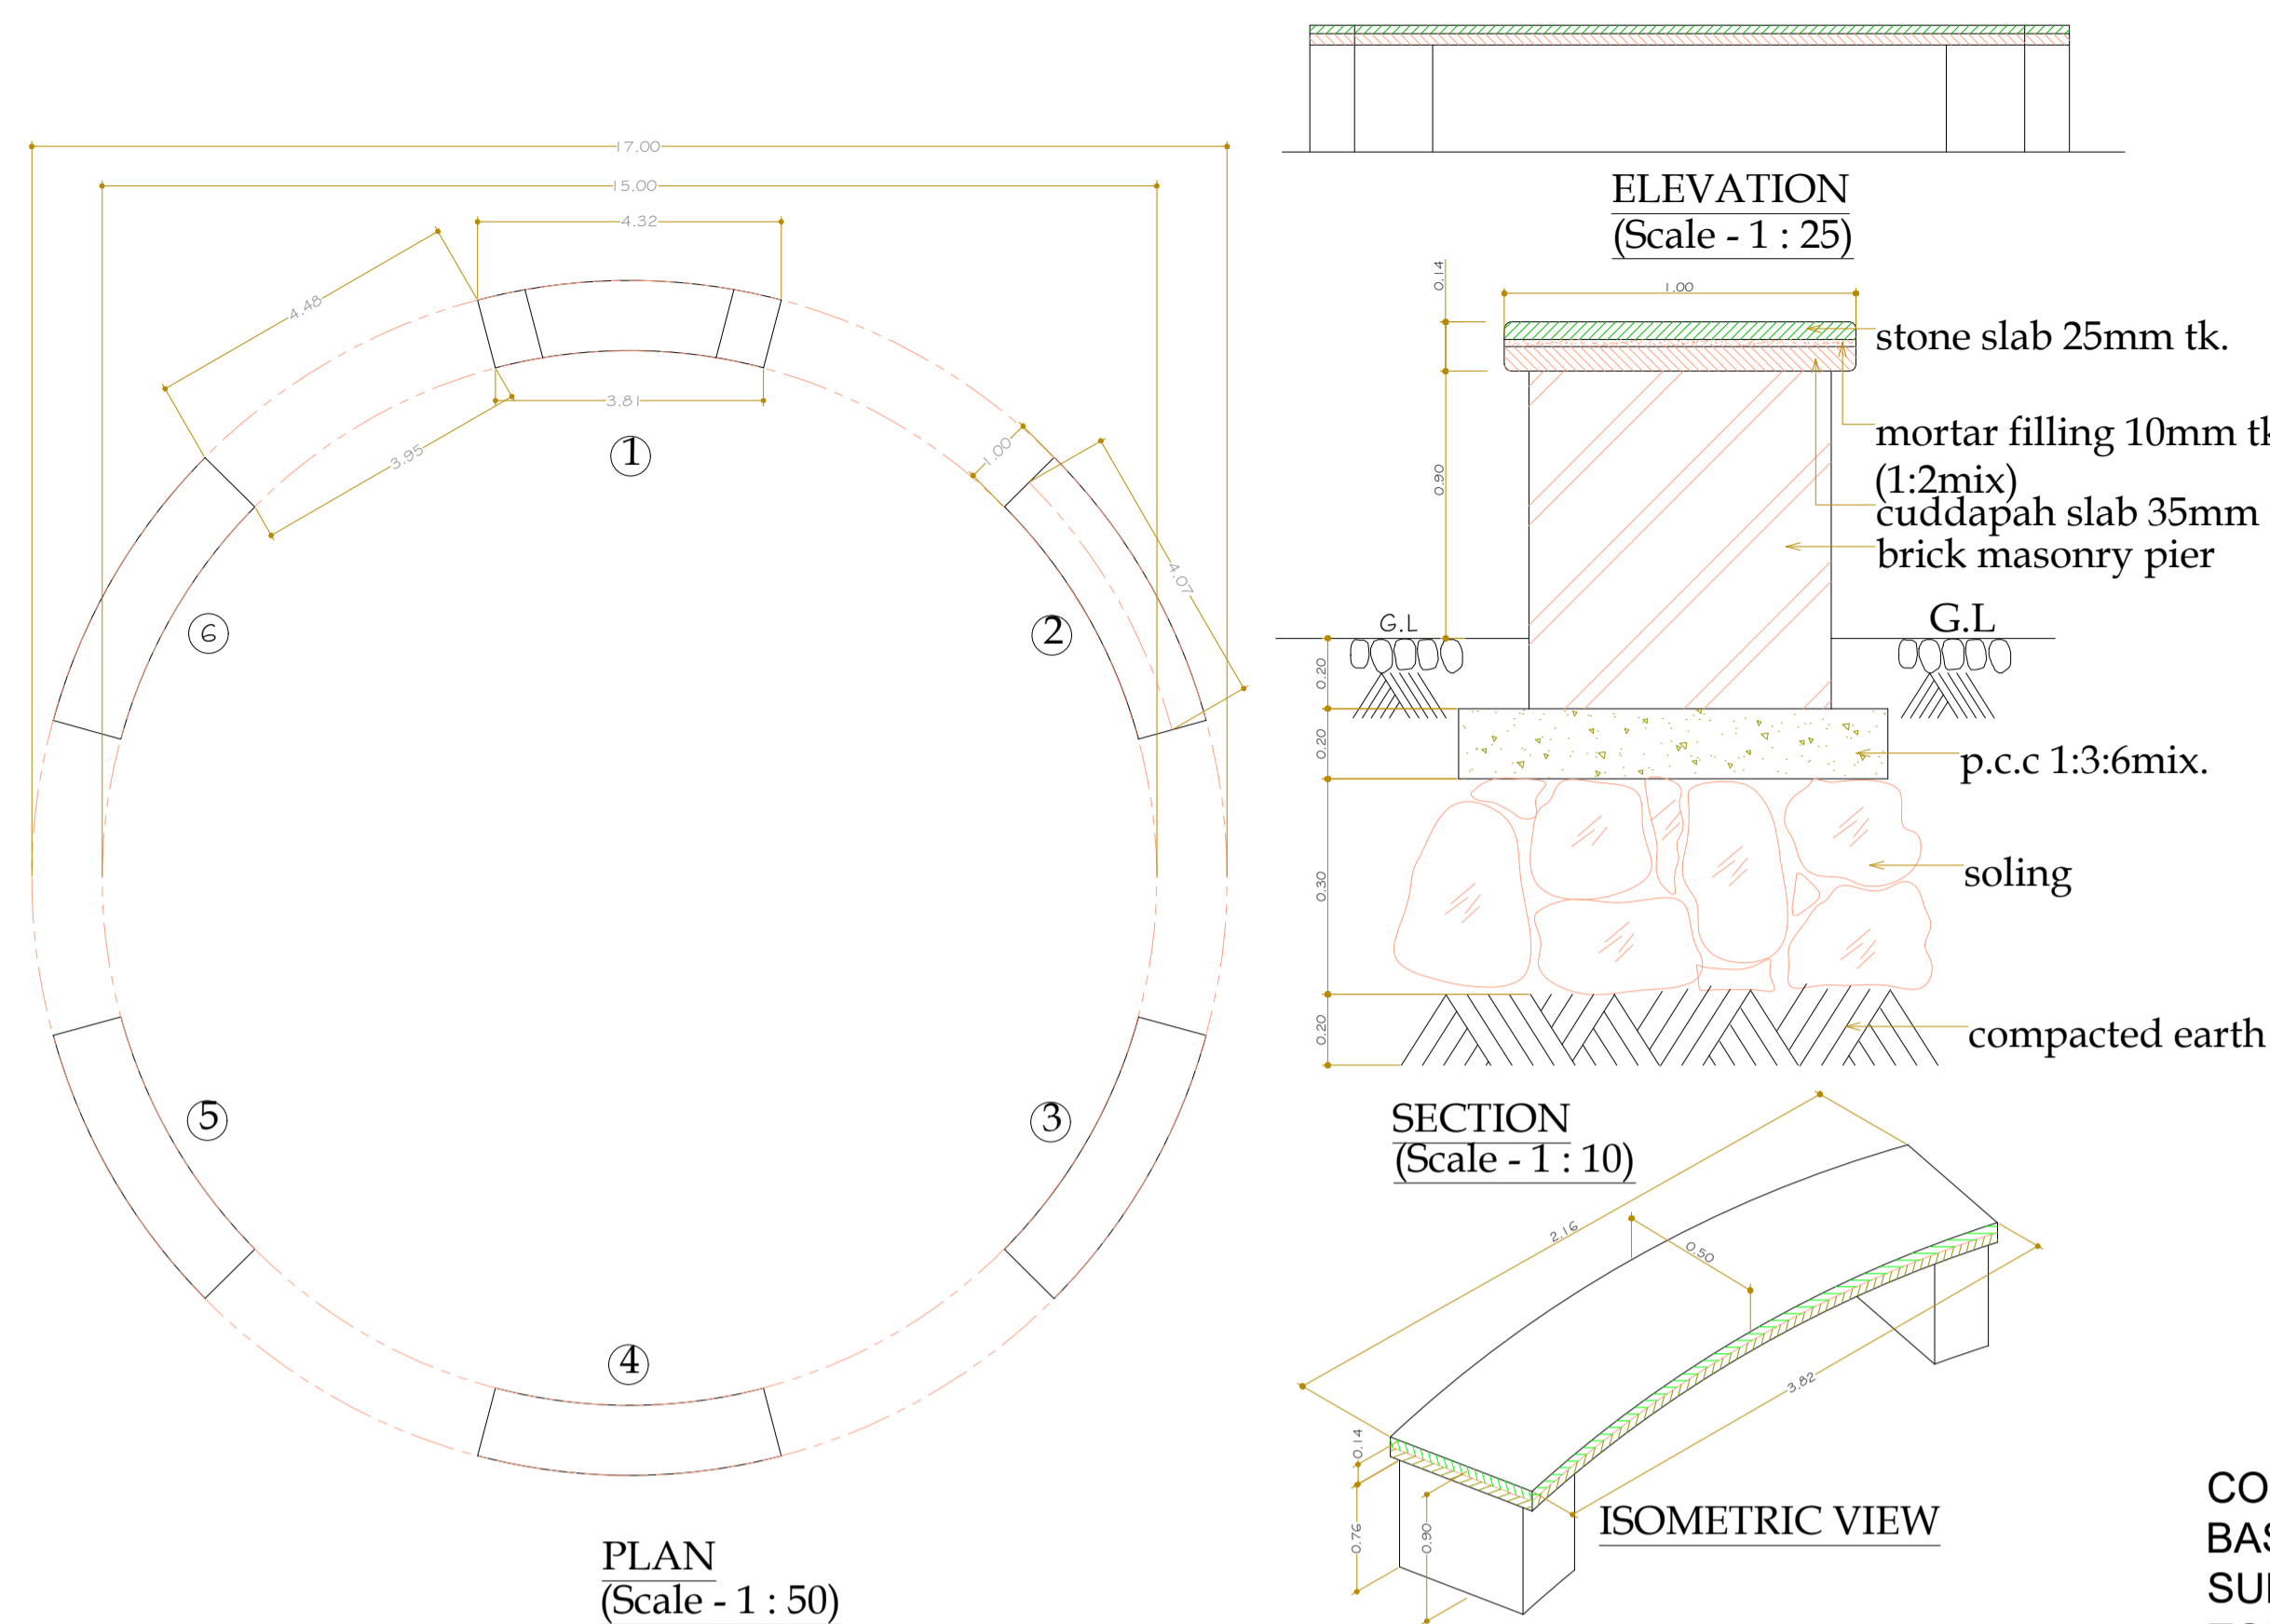 17.00
15.00
4.32
4.48
3.81
3.95
1.00
4.07
1
2
3
4
5
6
PLAN
(Scale - 1 : 50)
ELEVATION
(Scale - 1 : 25)
0.14
1.00
stone slab 25mm tk.
mortar filling 10mm tk
(1:2mix)
cuddapah slab 35mm
brick masonry pier
0.90
G.L
G.L
0.20
0.20
p.c.c 1:3:6mix.
0.30
soling
0.20
compacted earth
SECTION
(Scale - 1 : 10)
2.16
0.50
3.82
0.14
0.76
0.90
ISOMETRIC VIEW
CO
BAS